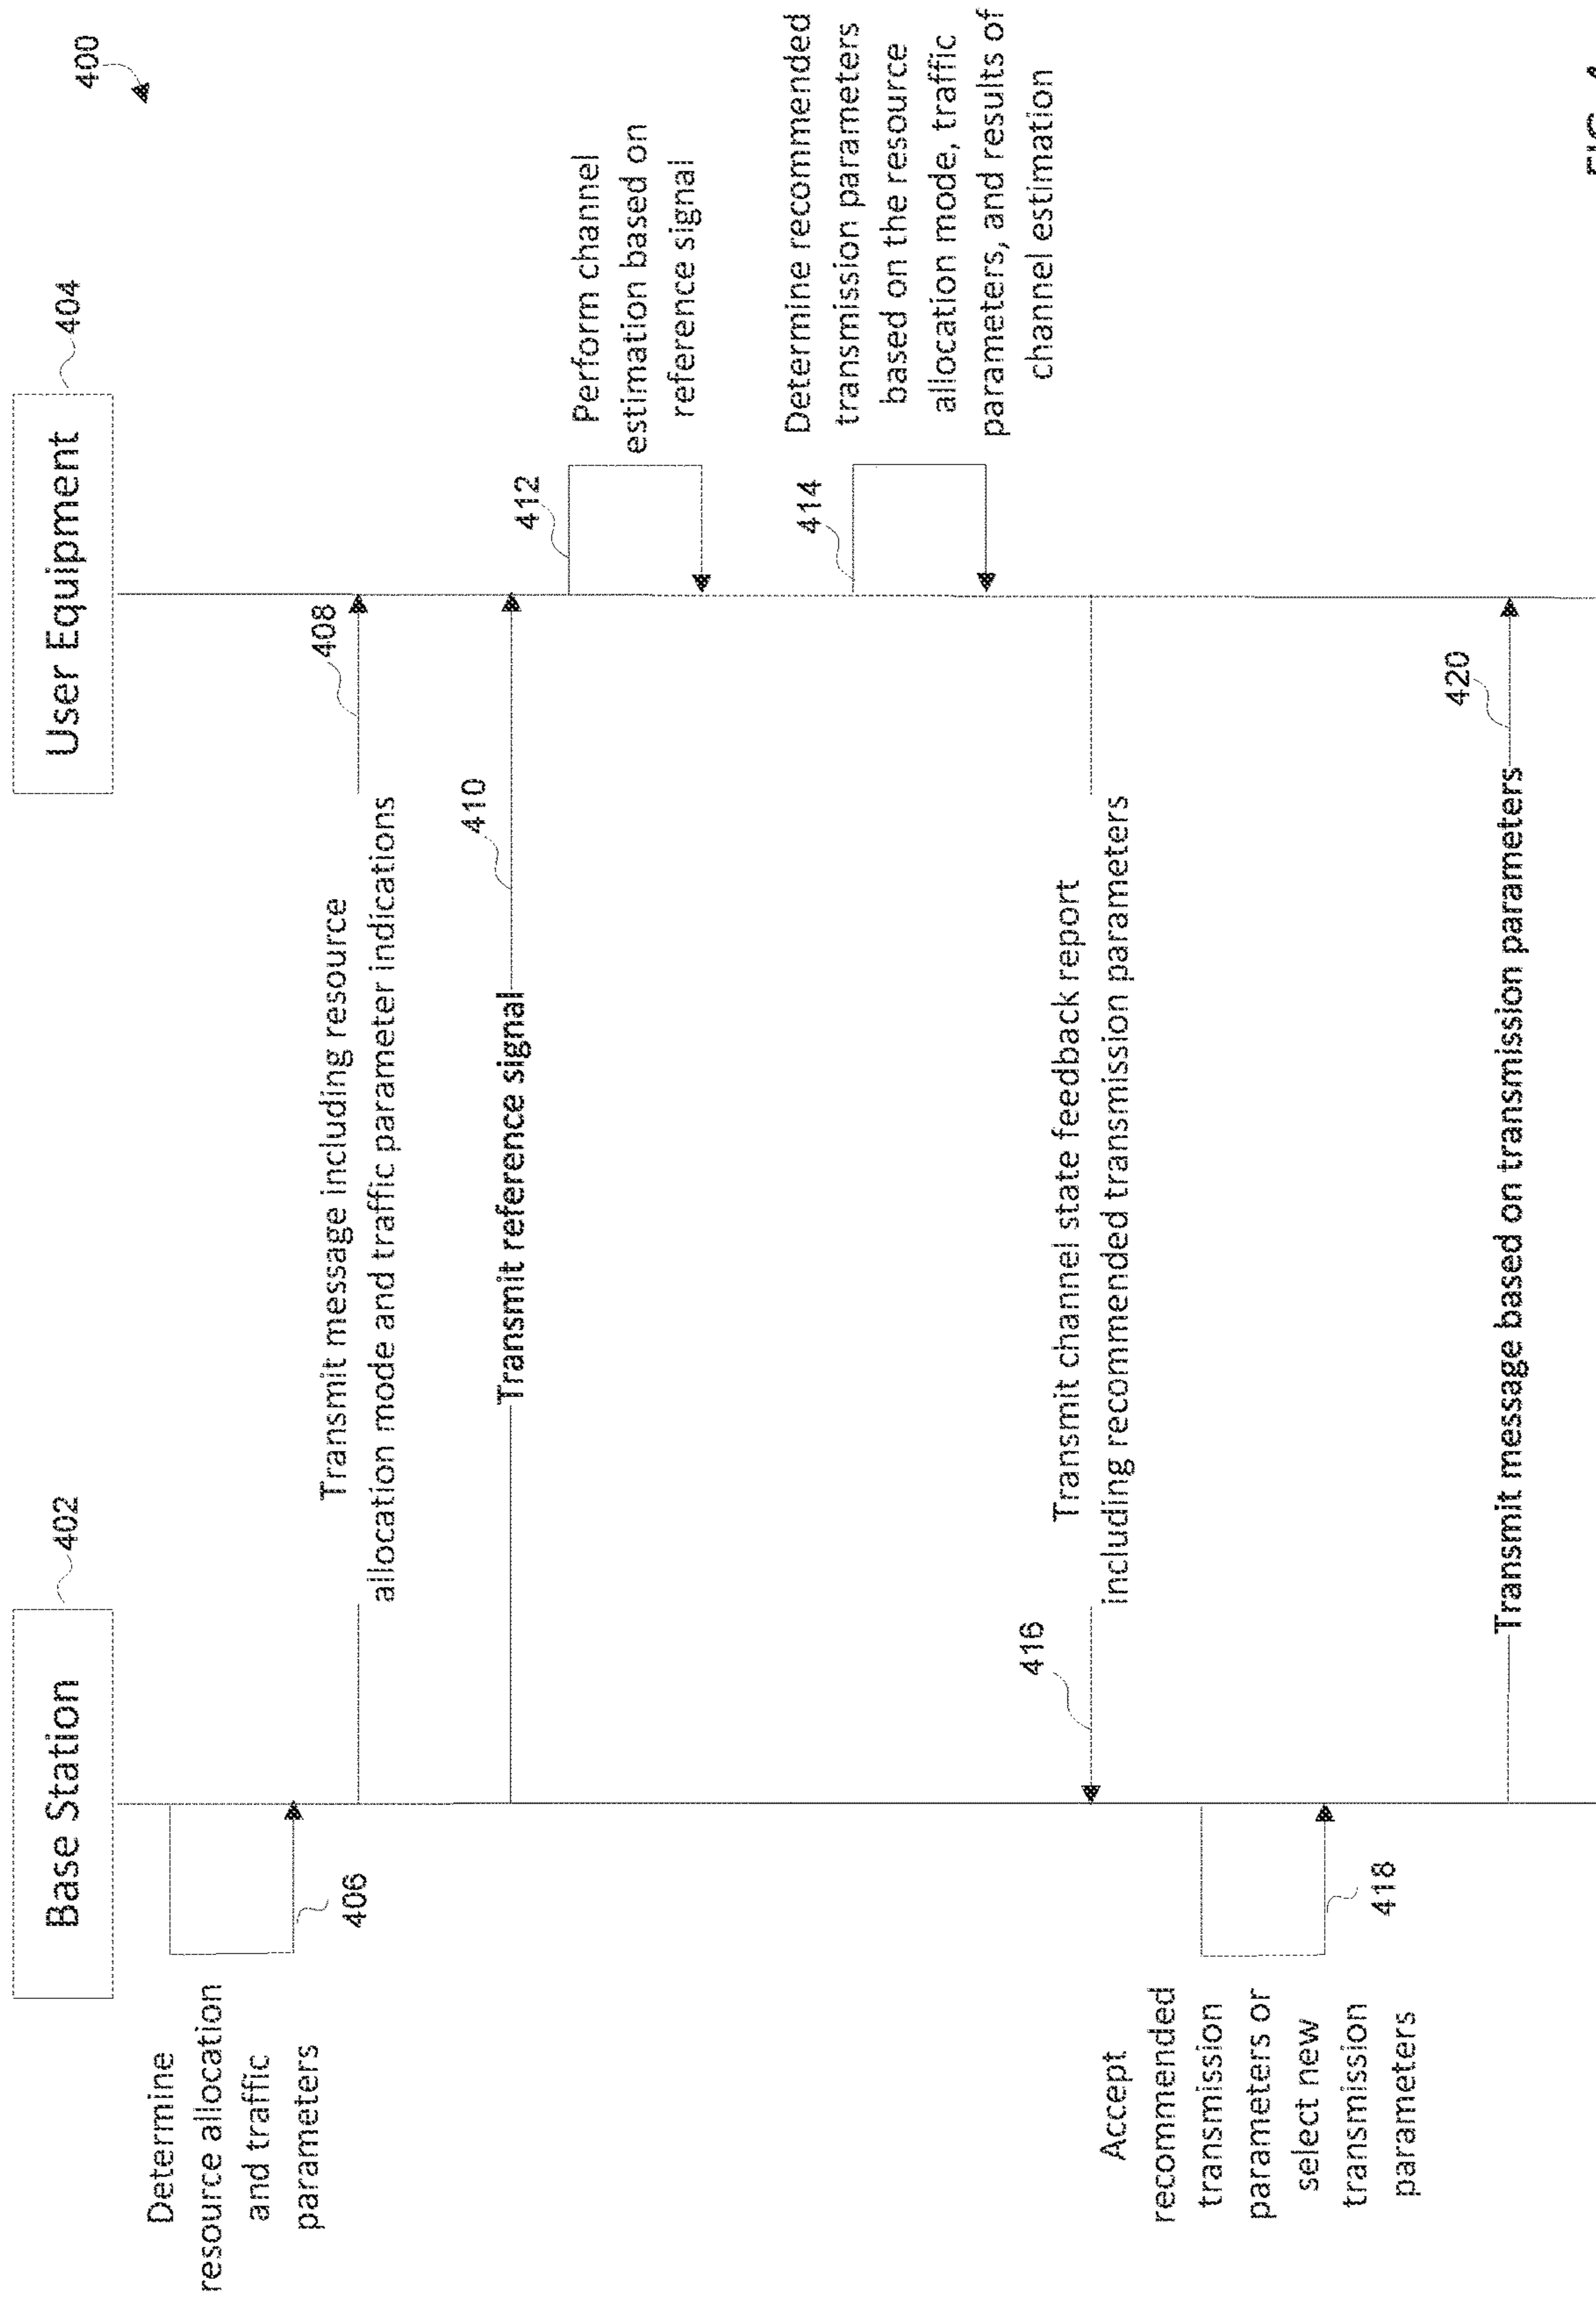 400
Base Station
402
User Equipment
404
Determine
resource allocation
and traffic
parameters
406
Transmit message including resource
allocation mode and traffic parameter indications
408
Transmit reference signal
410
412
Perform channel
estimation based on
reference signal
414
Determine recommended
transmission parameters
based on the resource
allocation mode, traffic
parameters, and results of
channel estimation
416
Transmit channel state feedback report
including recommended transmission parameters
Accept
recommended
transmission
parameters or
select new
transmission
parameters
418
Transmit message based on transmission parameters
420